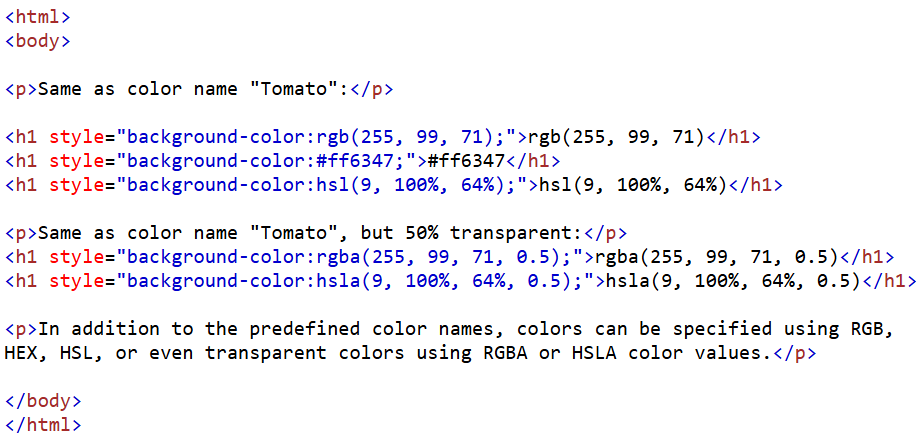 <html>
<body>
<p>Same as color name "Tomato":</p>
<h1 style="background-color:rgb(255, 99, 71);">rgb(255, 99, 71)</h1>
<h1 style="background-color:#ff6347;">#ff6347</h1>
<h1 style="background-color:hsl(9, 100%, 64%);">hsl(9, 100%, 64%)</h1>
<p>Same as color name "Tomato", but 50% transparent:</p>
<h1 style="background-color:rgba(255, 99, 71, 0.5);">rgba(255, 99, 71, 0.5)</h1>
<h1 style="background-color:hsla(9, 100%, 64%, 0.5);">hsla(9, 100%, 64%, 0.5)</h1>
<p>In addition to the predefined color names, colors can be specified using RGB,
HEX, HSL, or even transparent colors using RGBA or HSLA color values.</p>
</body>
</html>